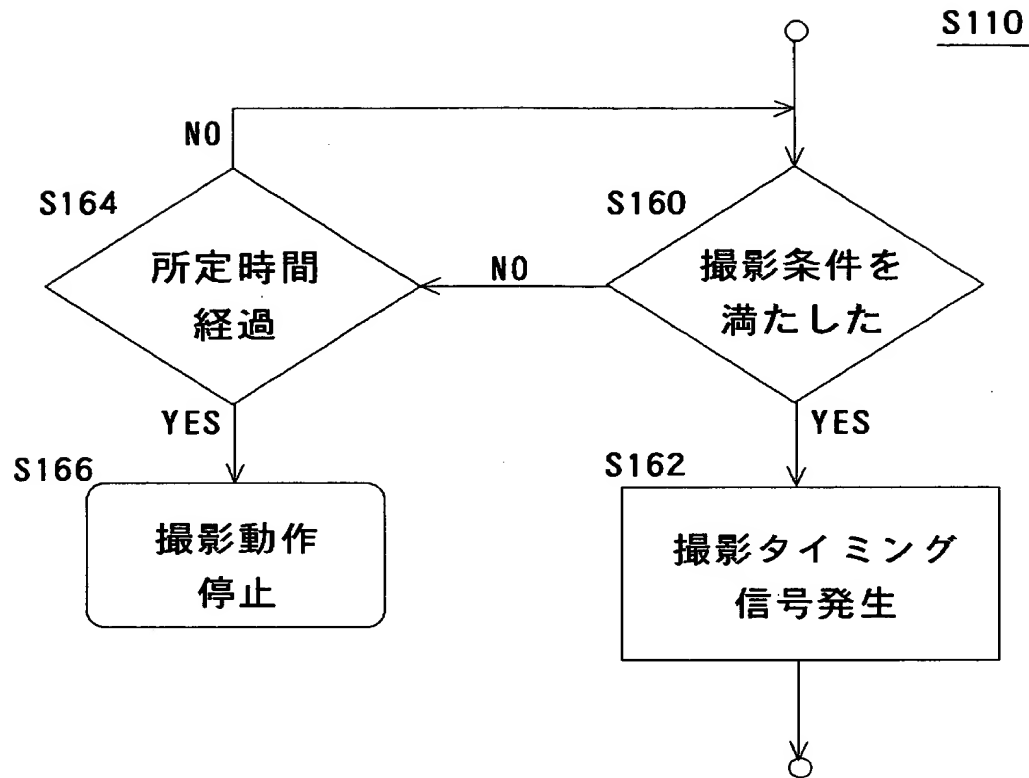 S110
NO
S164
所定時間
経過
NO
S160
撮影条件を
満たした
YES
YES
S166
撮影動作
停止
S162
撮影タイミング
信号発生